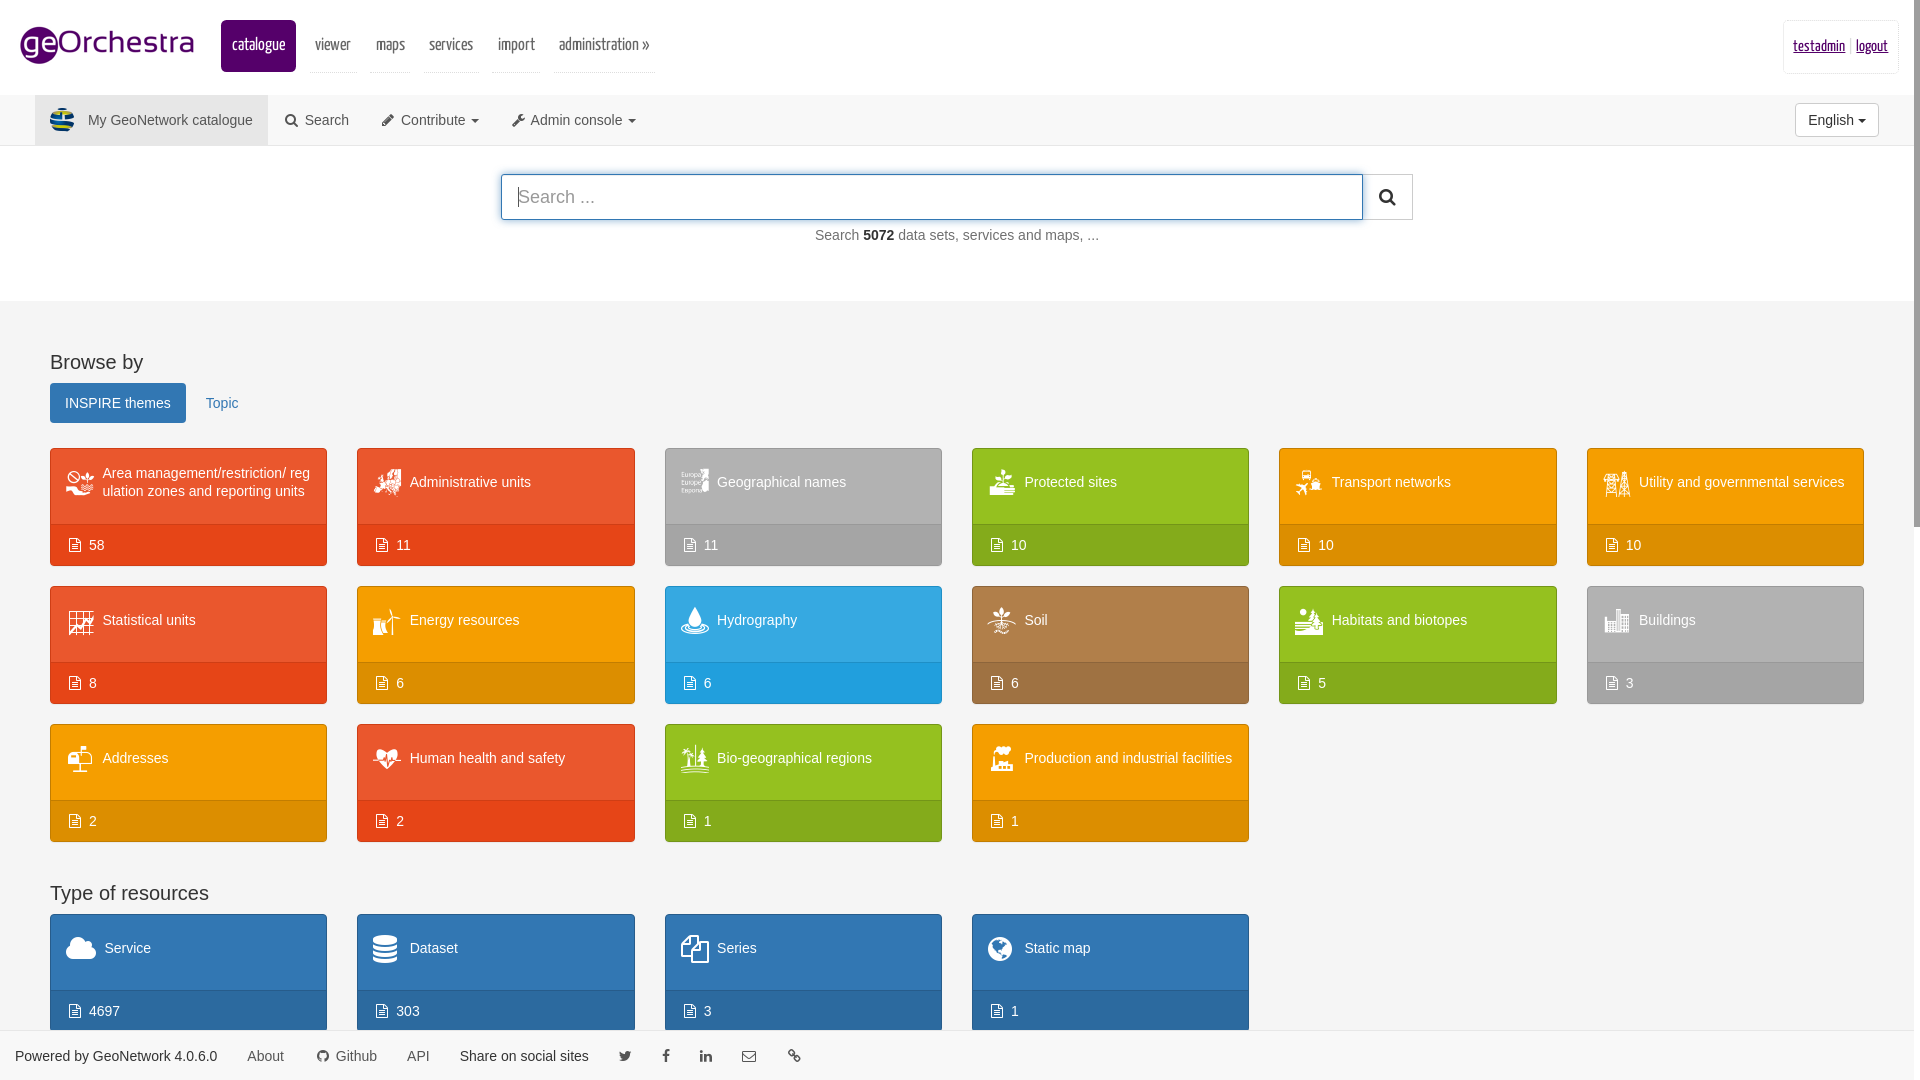 geOrchestra
catalogue
viewer
maps
services
import
administration »
testadmin | logout
My GeoNetwork catalogue
Search
Contribute
Admin console
English
Search ...
Search 5072 data sets, services and maps, ...
Browse by
INSPIRE themes
Topic
Area management/restriction/ reg
ulation zones and reporting units
58
Administrative units
11
Geographical names
11
Protected sites
10
Transport networks
10
Utility and governmental services
10
Statistical units
8
Energy resources
6
Hydrography
6
Soil
6
Habitats and biotopes
5
Buildings
3
Addresses
2
Human health and safety
2
Bio-geographical regions
1
Production and industrial facilities
1
Type of resources
Service
4697
Dataset
303
Series
3
Static map
1
Powered by GeoNetwork 4.0.6.0
About
Github
API
Share on social sites